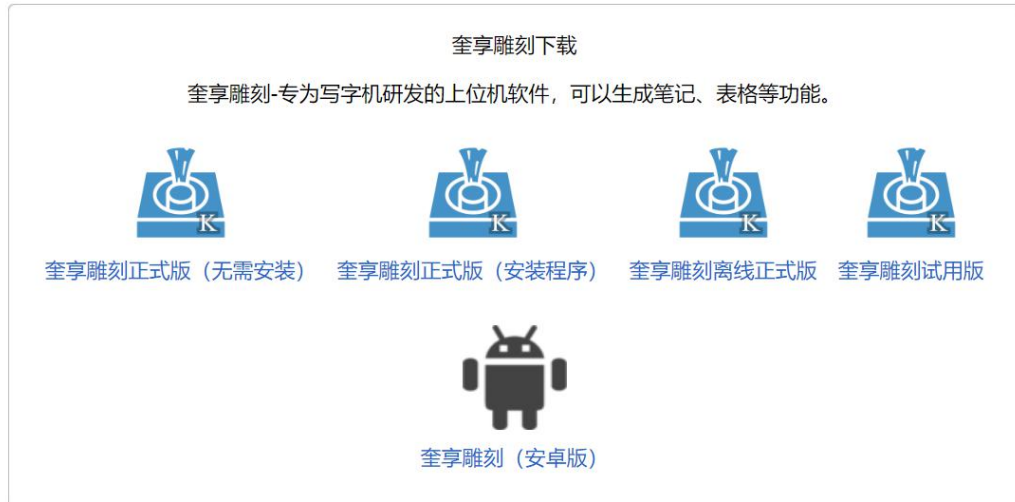 奎享雕刻下载
奎享雕刻-专为写字机研发的上位机软件，可以生成笔记、表格等功能。
K K K K
奎享雕刻正式版（无需安装） 奎享雕刻正式版（安装程序） 奎享雕刻离线正式版 奎享雕刻试用版
奎享雕刻（安卓版）